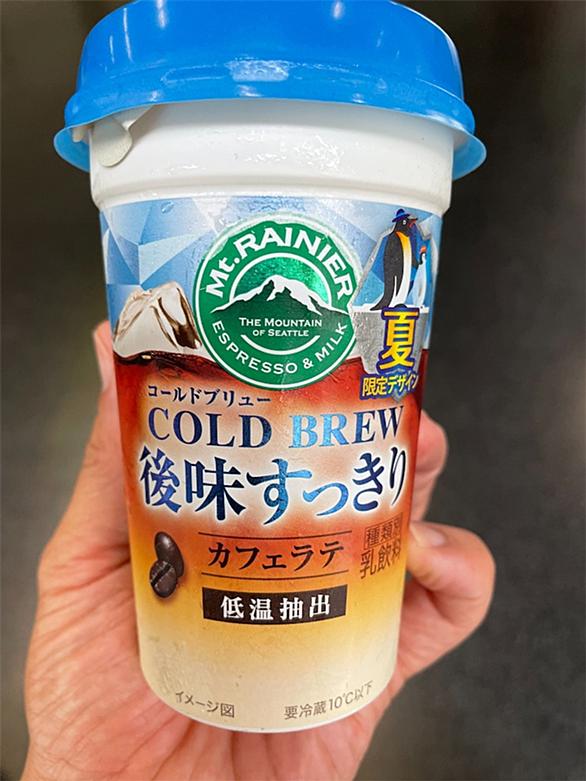 Mt. RAINIER
THE MOUNTAIN
OF SEATTLE
ESPRESSO & MILK
夏
限定デザイン
コールドブリュー
COLD BREW
後味すっきり
カフェラテ
種類別
乳飲料
低温抽出
イメージ図
要冷蔵10℃以下